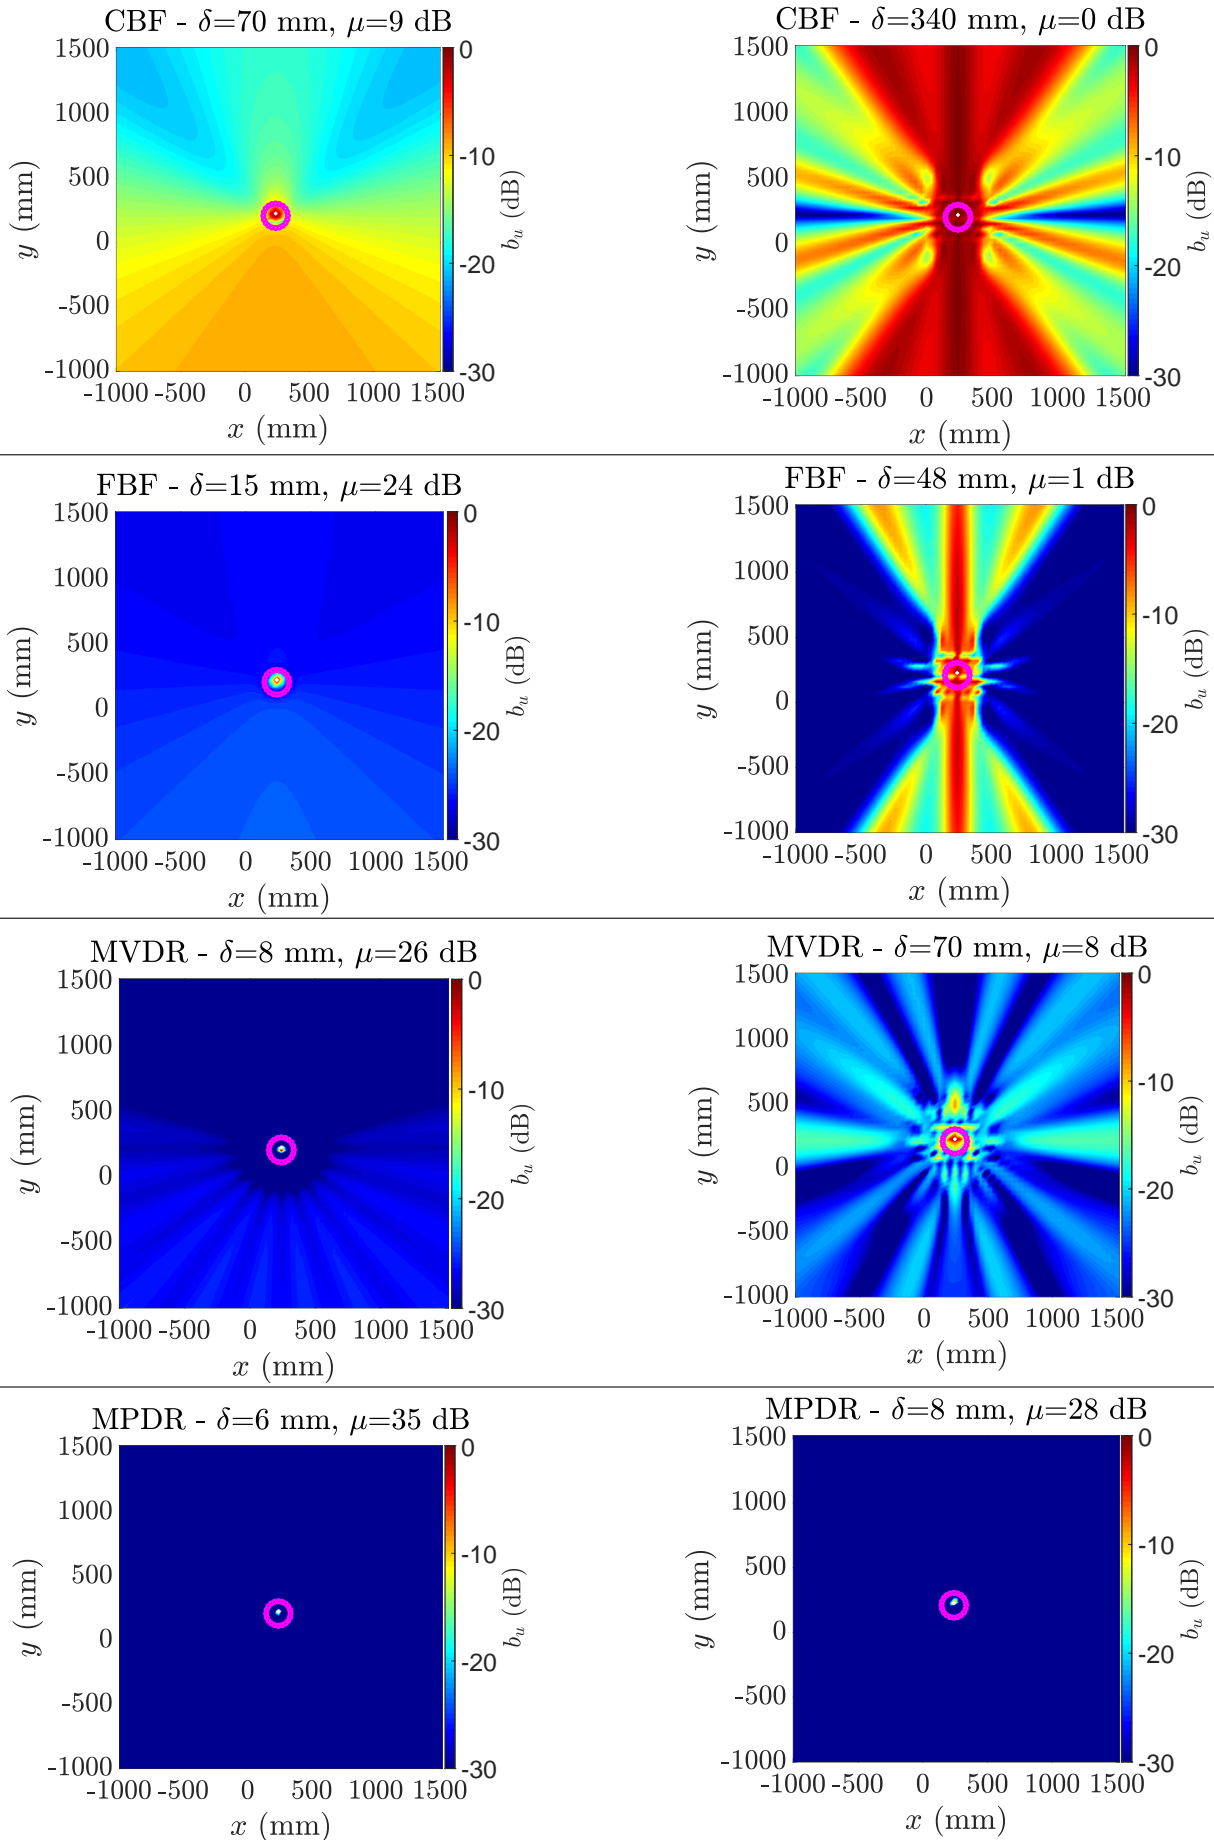 CBF - δ=70 mm, μ=9 dB
1500
1000
500
0
-500
-1000
y (mm)
-1000 -500 0 500 1000 1500
x (mm)
0
-10
-20
-30
b_u (dB)
CBF - δ=340 mm, μ=0 dB
1500
1000
500
0
-500
-1000
y (mm)
-1000 -500 0 500 1000 1500
x (mm)
0
-10
-20
-30
b_u (dB)
FBF - δ=15 mm, μ=24 dB
1500
1000
500
0
-500
-1000
y (mm)
-1000 -500 0 500 1000 1500
x (mm)
0
-10
-20
-30
b_u (dB)
FBF - δ=48 mm, μ=1 dB
1500
1000
500
0
-500
-1000
y (mm)
-1000 -500 0 500 1000 1500
x (mm)
0
-10
-20
-30
b_u (dB)
MVDR - δ=8 mm, μ=26 dB
1500
1000
500
0
-500
-1000
y (mm)
-1000 -500 0 500 1000 1500
x (mm)
0
-10
-20
-30
b_u (dB)
MVDR - δ=70 mm, μ=8 dB
1500
1000
500
0
-500
-1000
y (mm)
-1000 -500 0 500 1000 1500
x (mm)
0
-10
-20
-30
b_u (dB)
MPDR - δ=6 mm, μ=35 dB
1500
1000
500
0
-500
-1000
y (mm)
-1000 -500 0 500 1000 1500
x (mm)
0
-10
-20
-30
b_u (dB)
MPDR - δ=8 mm, μ=28 dB
1500
1000
500
0
-500
-1000
y (mm)
-1000 -500 0 500 1000 1500
x (mm)
0
-10
-20
-30
b_u (dB)